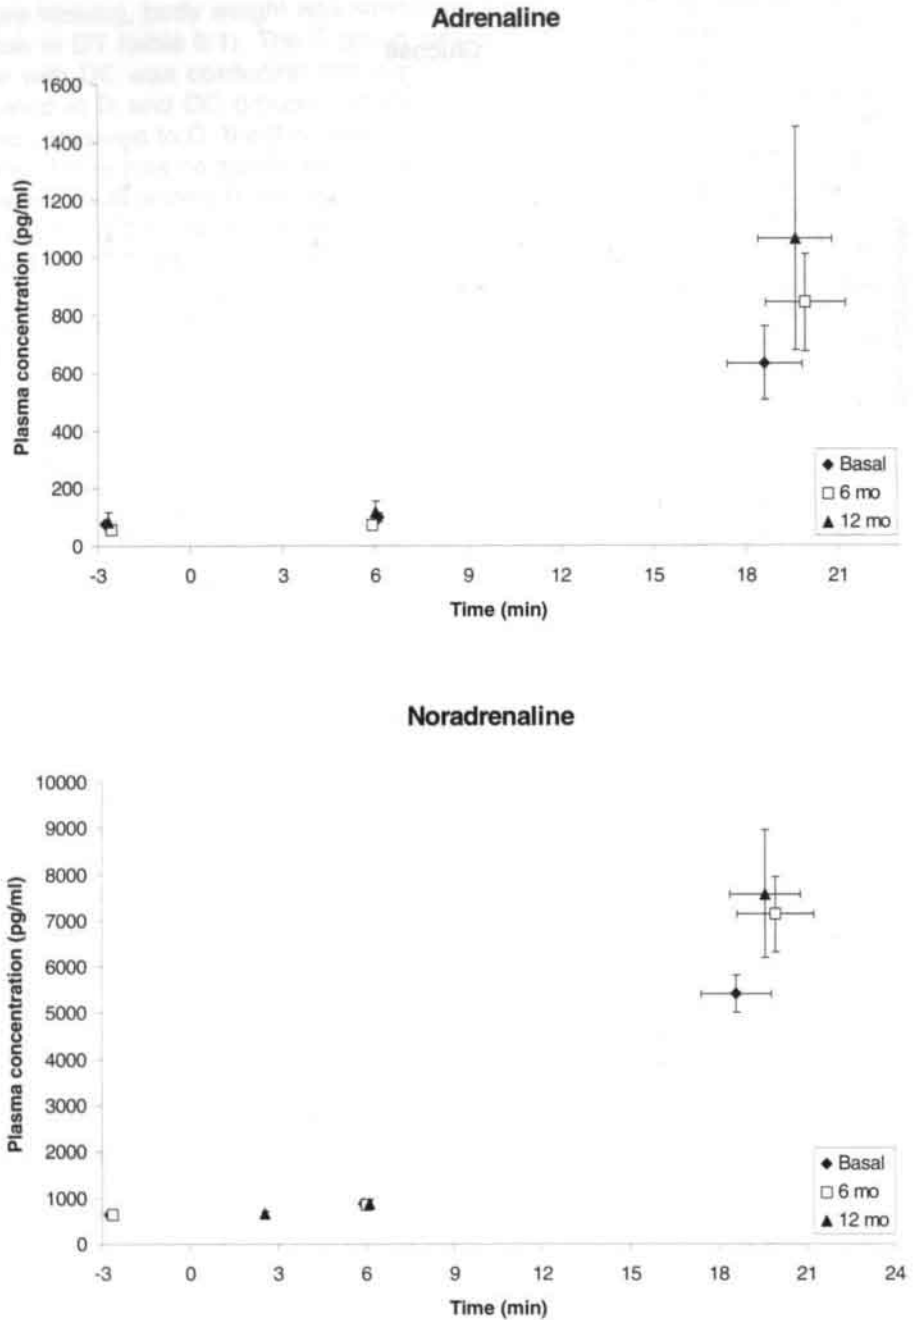 Adrenaline
Plasma concentration (pg/ml)
1600
1400
1200
1000
800
600
400
200
0
-3 0 3 6 9 12 15 18 21
Time (min)
Basal
6 mo
12 mo
Noradrenaline
Plasma concentration (pg/ml)
10000
9000
8000
7000
6000
5000
4000
3000
2000
1000
0
-3 0 3 6 9 12 15 18 21 24
Time (min)
Basal
6 mo
12 mo